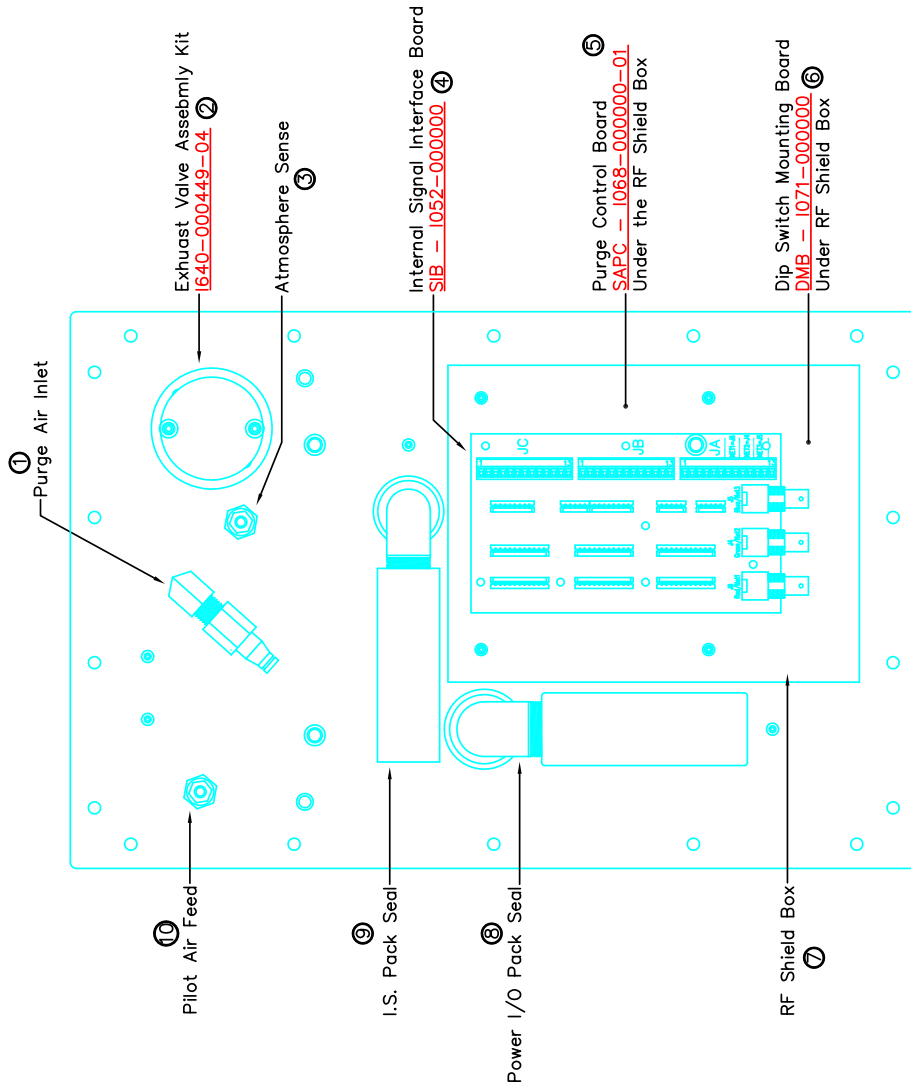 ① Purge Air Inlet
Exhuast Valve Assebmly Kit
1640-000449-04 ②
Atmosphere Sense
③
Internal Signal Interface Board
SIB - 1052-000000 ④
Purge Control Board ⑤
SAPC - 1068-000000-01
Under the RF Shield Box
Dip Switch Mounting Board
DMB - 1071-000000 ⑥
Under RF Shield Box
RF Shield Box
⑦
⑧
Power I/O Pack Seal
⑨
I.S. Pack Seal
⑩
Pilot Air Feed
JC
JB
JA